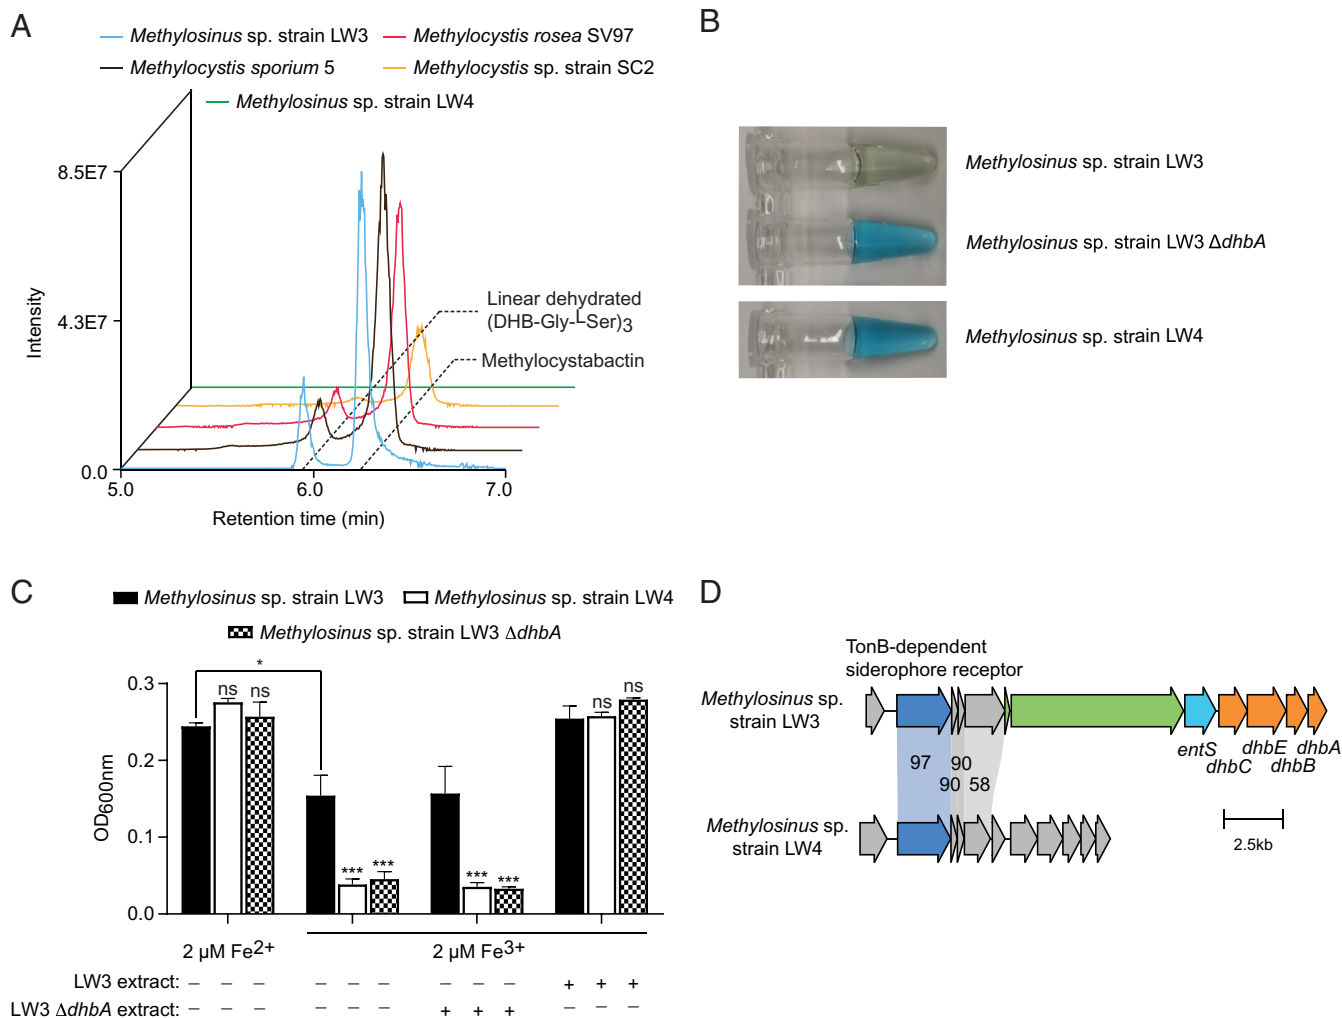 A
Methylosinus sp. strain LW3
Methylocystis rosea SV97
Methylocystis sporium 5
Methylocystis sp. strain SC2
Methylosinus sp. strain LW4
8.5E7
4.3E7
0.0
Intensity
5.0
6.0
7.0
Retention time (min)
Linear dehydrated
(DHB-Gly-LSer)3
Methylocystabactin
B
Methylosinus sp. strain LW3
Methylosinus sp. strain LW3 ΔdhbA
Methylosinus sp. strain LW4
C
Methylosinus sp. strain LW3
Methylosinus sp. strain LW4
Methylosinus sp. strain LW3 ΔdhbA
OD600nm
0.3
0.2
0.1
0.0
*
ns
ns
***
***
***
***
ns
ns
2 µM Fe2+
2 µM Fe3+
LW3 extract: – – – – – – – – – + + +
LW3 ΔdhbA extract: – – – – – – + + + – – –
D
TonB-dependent
siderophore receptor
Methylosinus sp.
strain LW3
entS
dhbC
dhbE
dhbB
dhbA
97
90
90
58
Methylosinus sp.
strain LW4
2.5kb